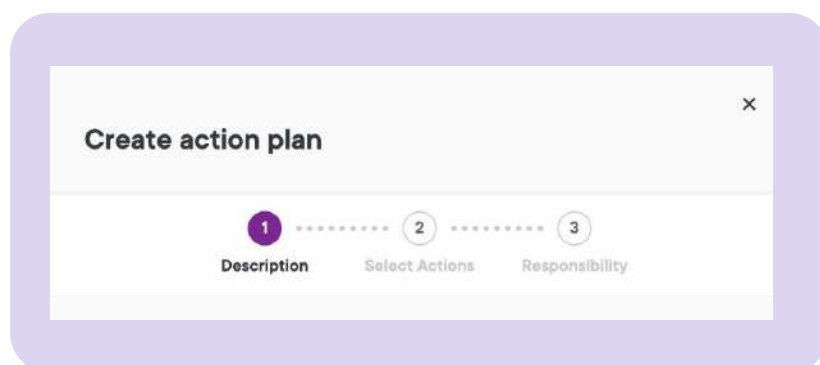 ×
Create action plan
1 2 3
Description Select Actions Responsibility